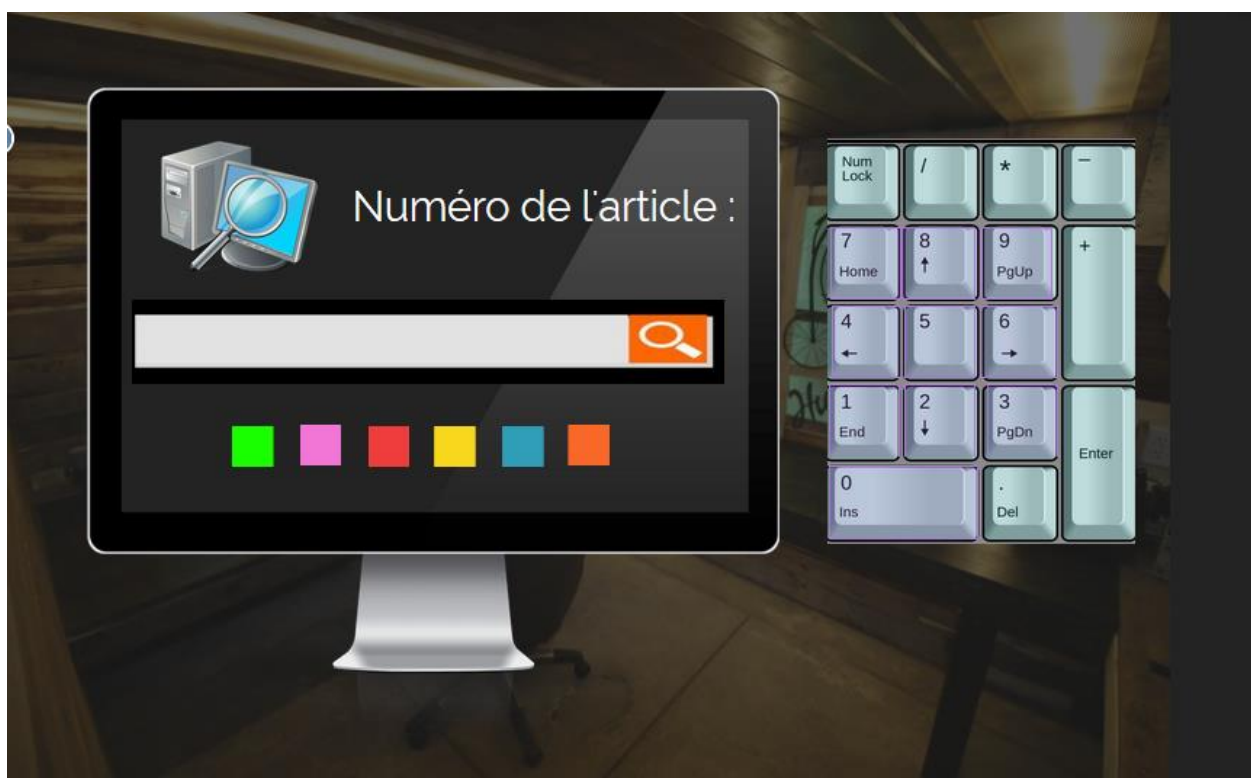 Numéro de l'article :
Num
Lock
/
*
–
7
Home
8
↑
9
PgUp
+
4
←
5
6
→
1
End
2
↓
3
PgDn
Enter
0
Ins
.
Del